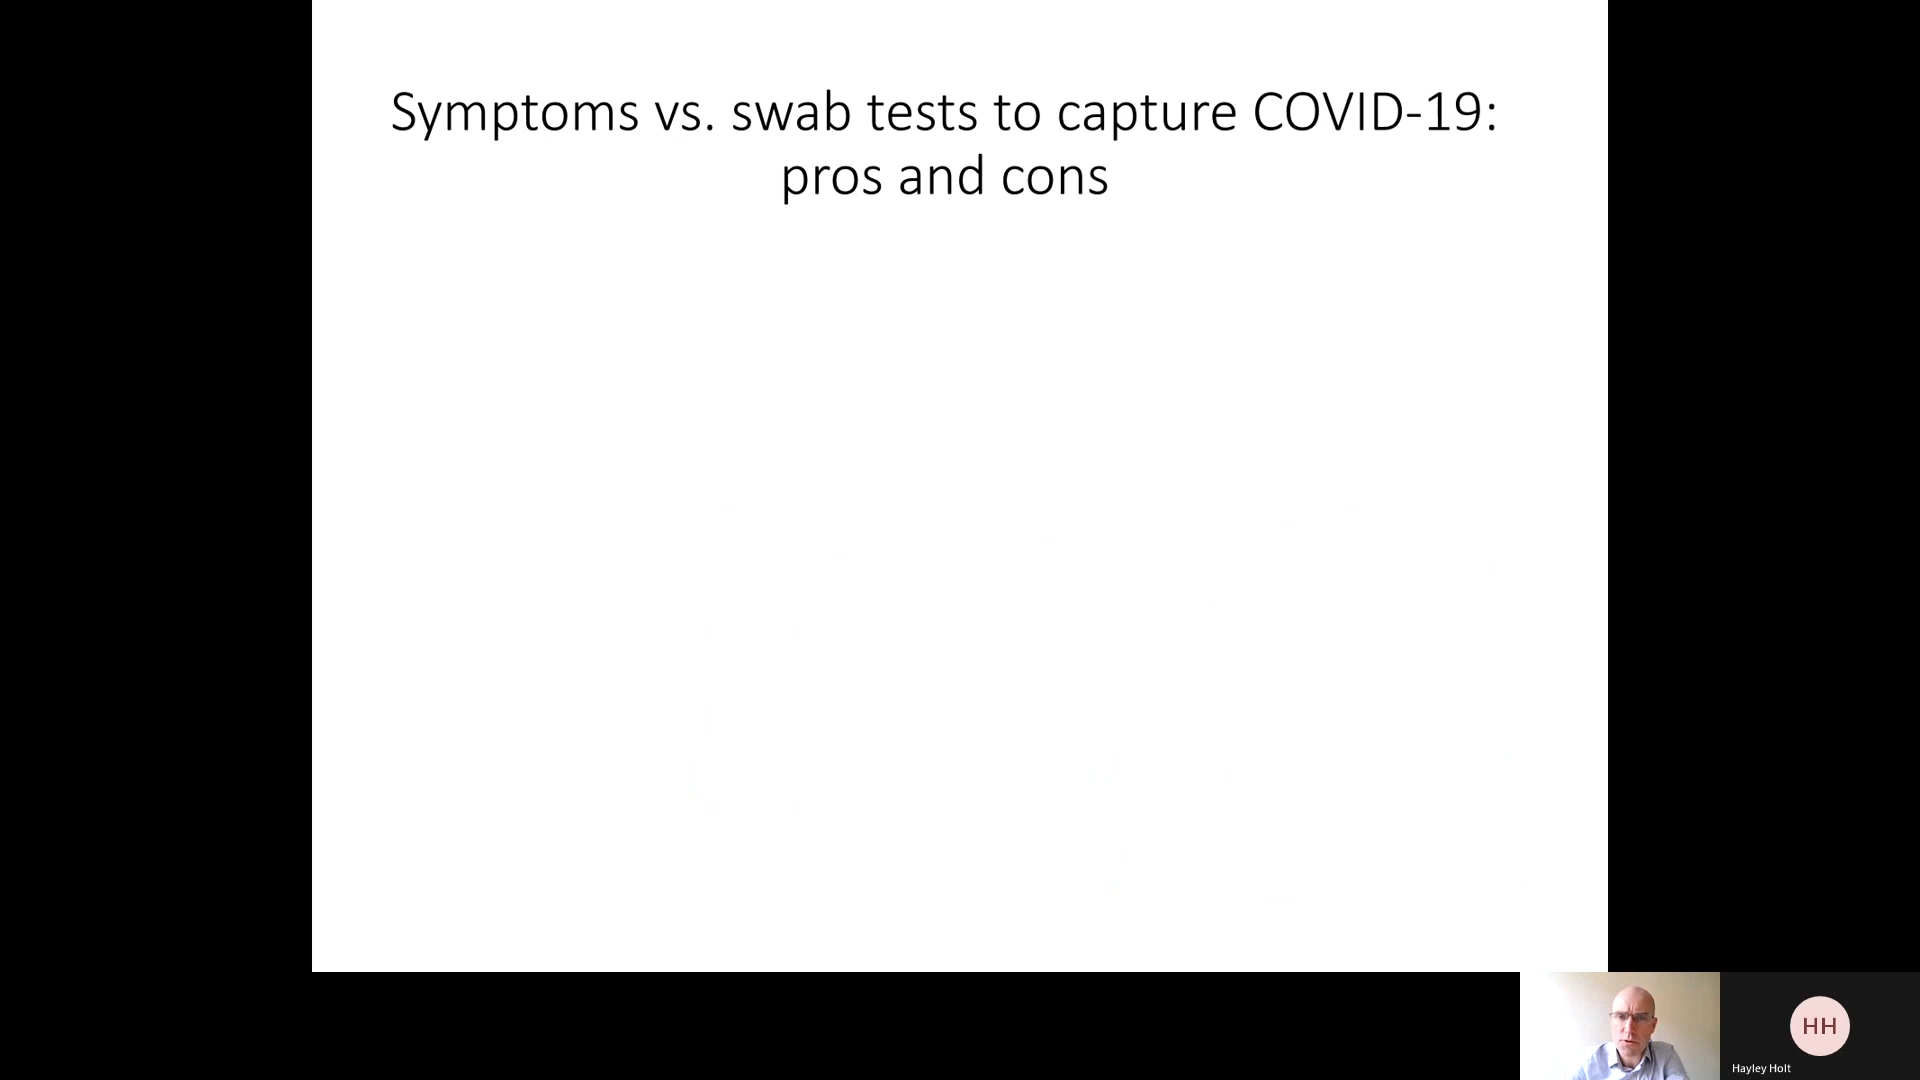 Symptoms vs. swab tests to capture COVID-19:
pros and cons
HH
Hayley Holt